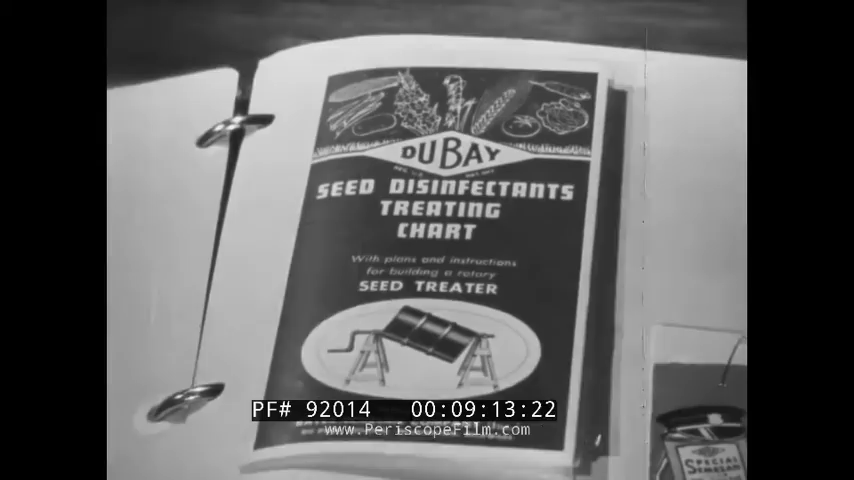 DUBAY
SEED DISINFECTANTS
TREATING
CHART
With plans and instructions
for building a rotary
SEED TREATER
PF# 92014 00:09:13:22
www.PeriscopeFilm.com
SPECIAL
SEMESAN